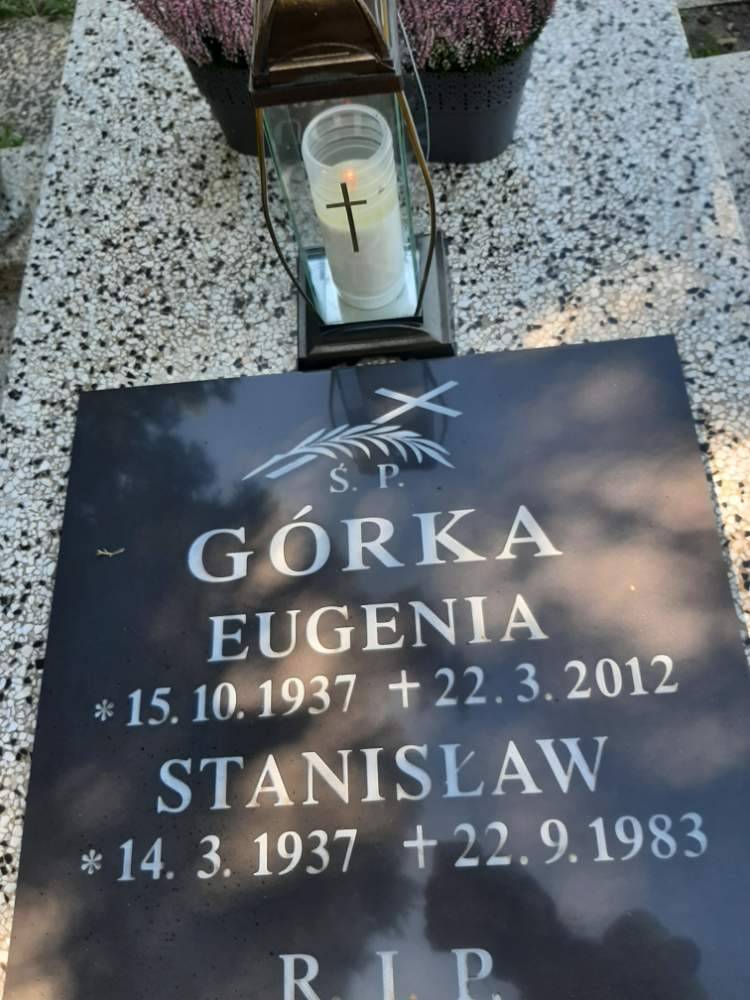 Ś. P.
GÓRKA
EUGENIA
* 15. 10. 1937 + 22. 3. 2012
STANISŁAW
* 14. 3. 1937 + 22. 9. 1983
R. I. P.